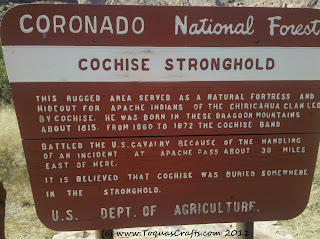 CORONADO National Forest
COCHISE STRONGHOLD
THIS RUGGED AREA SERVED AS A NATURAL FORTRESS AND
HIDEOUT FOR APACHE INDIANS OF THE CHIRICAHUA CLAN LED
BY COCHISE. HE WAS BORN IN THESE DRAGOON MOUNTAINS
ABOUT 1815. FROM 1860 TO 1872 THE COCHISE BAND
BATTLED THE U.S. CAVALRY BECAUSE OF THE HANDLING
OF AN INCIDENT AT APACHE PASS ABOUT 30 MILES
EAST OF HERE.
IT IS BELIEVED THAT COCHISE WAS BURIED SOMEWHERE
IN THE STRONGHOLD.
U.S. DEPT. OF AGRICULTURE.
(c) www.ToquasCrafts.com 2011